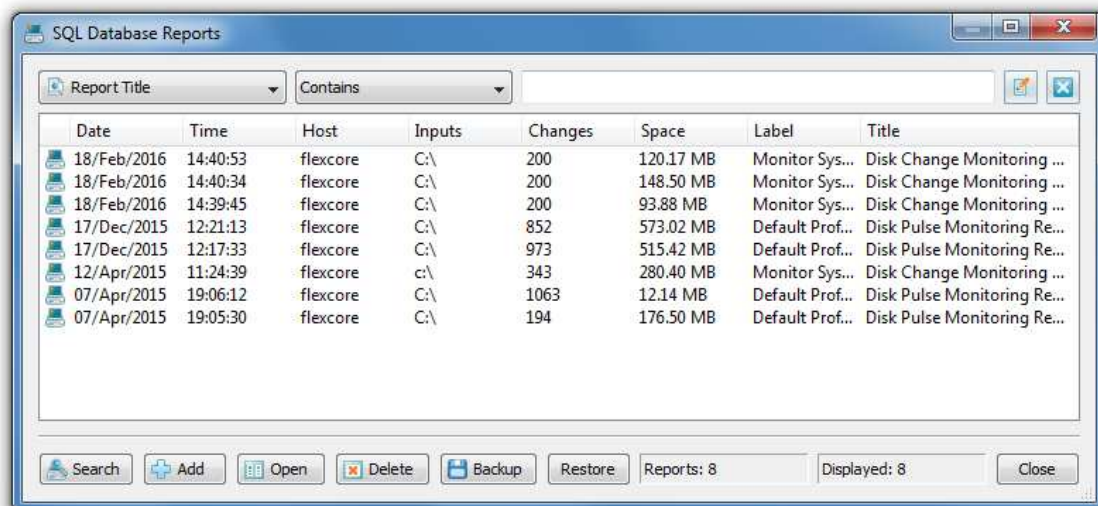 SQL Database Reports
Report Title Contains
Date Time Host Inputs Changes Space Label Title
18/Feb/2016 14:40:53 flexcore C:\ 200 120.17 MB Monitor Sys... Disk Change Monitoring ...
18/Feb/2016 14:40:34 flexcore C:\ 200 148.50 MB Monitor Sys... Disk Change Monitoring ...
18/Feb/2016 14:39:45 flexcore C:\ 200 93.88 MB Monitor Sys... Disk Change Monitoring ...
17/Dec/2015 12:21:13 flexcore C:\ 852 573.02 MB Default Prof... Disk Pulse Monitoring Re...
17/Dec/2015 12:17:33 flexcore C:\ 973 515.42 MB Default Prof... Disk Pulse Monitoring Re...
12/Apr/2015 11:24:39 flexcore c:\ 343 280.40 MB Monitor Sys... Disk Change Monitoring ...
07/Apr/2015 19:06:12 flexcore C:\ 1063 12.14 MB Default Prof... Disk Pulse Monitoring Re...
07/Apr/2015 19:05:30 flexcore C:\ 194 176.50 MB Default Prof... Disk Pulse Monitoring Re...
Search Add Open Delete Backup Restore Reports: 8 Displayed: 8 Close